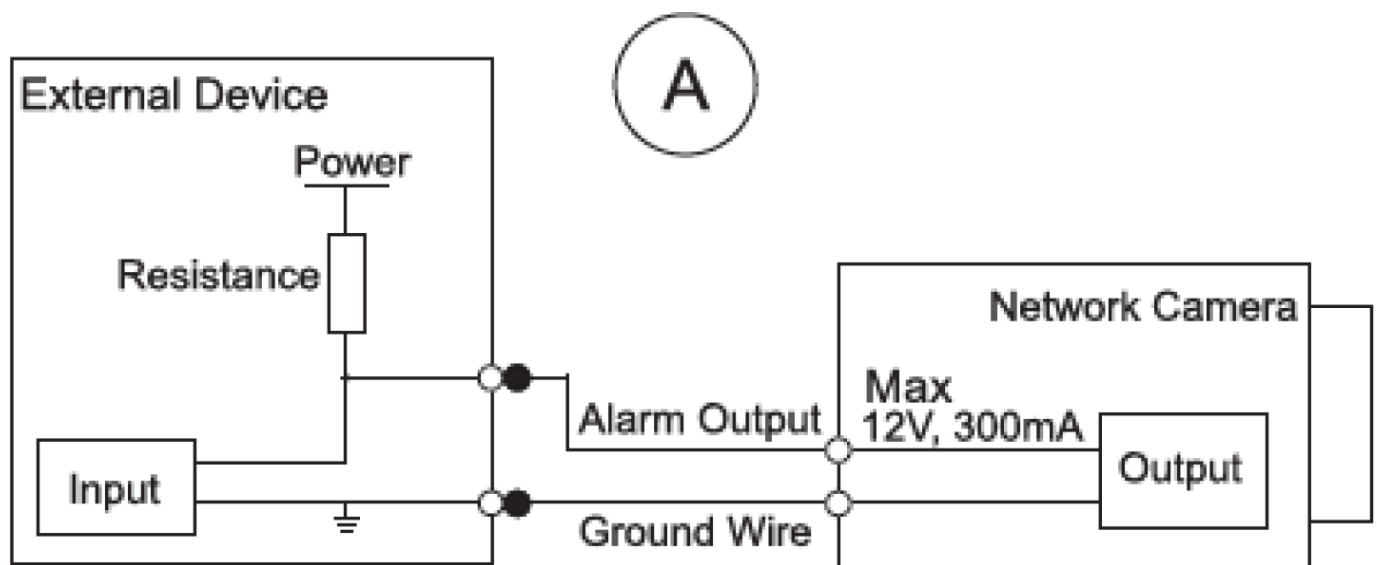 A
External Device
Power
Resistance
Network Camera
Max
12V, 300mA
Alarm Output
Output
Input
Ground Wire